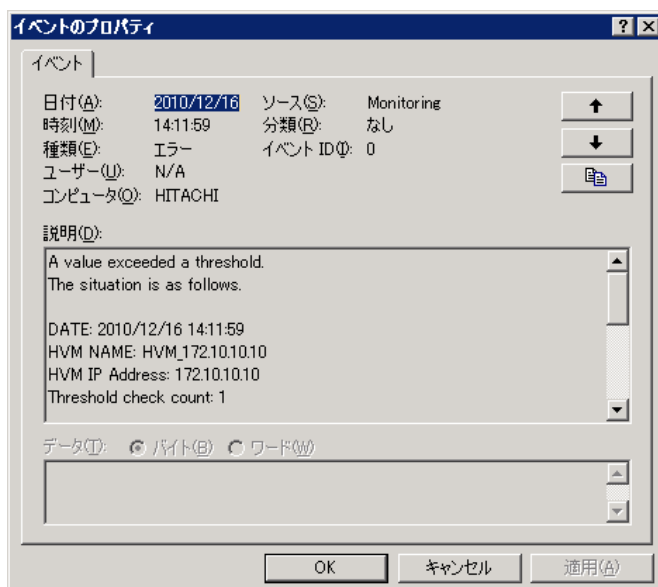 イベントのプロパティ
イベント
日付(A): 2010/12/16 ソース(S): Monitoring
時刻(M): 14:11:59 分類(R): なし
種類(E): エラー イベント ID(I): 0
ユーザー(U): N/A
コンピュータ(O): HITACHI
説明(D):
A value exceeded a threshold.
The situation is as follows.
DATE: 2010/12/16 14:11:59
HVM NAME: HVM_172.10.10.10
HVM IP Address: 172.10.10.10
Threshold check count: 1
データ(T): バイト(B) ワード(W)
OK キャンセル 適用(A)